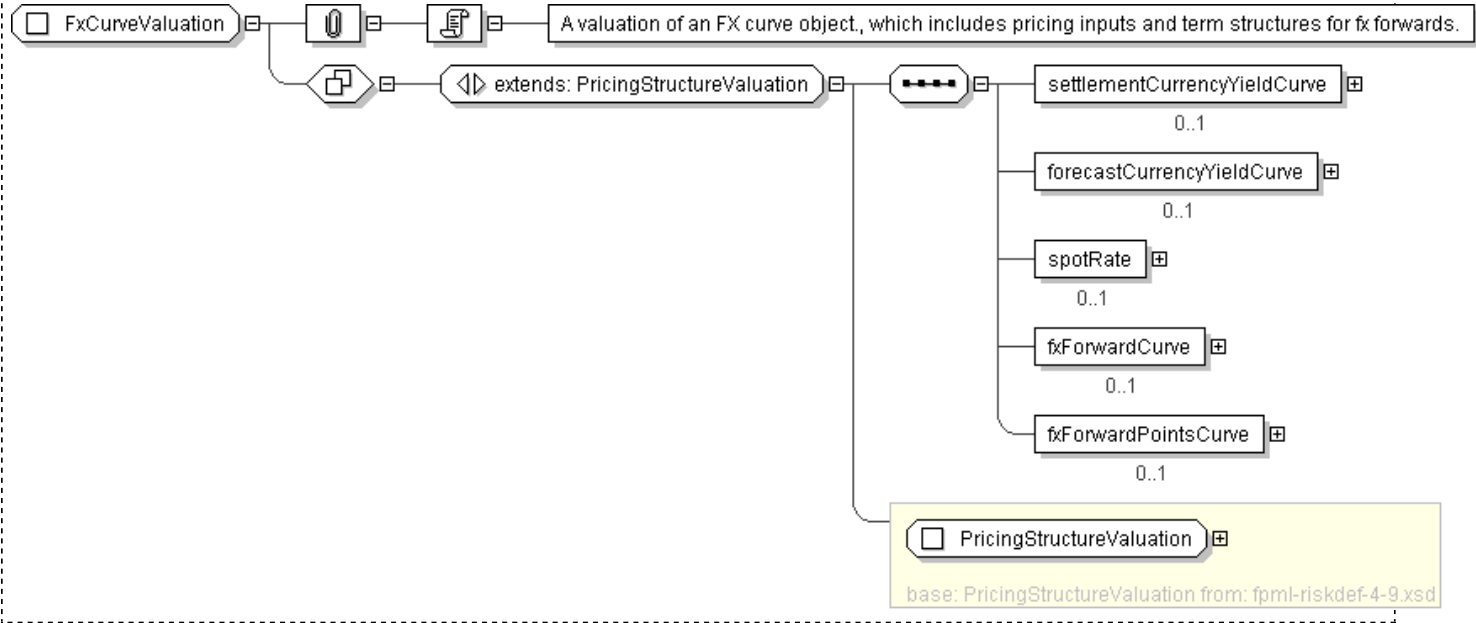 FxCurveValuation
A valuation of an FX curve object., which includes pricing inputs and term structures for fx forwards.
extends: PricingStructureValuation
settlementCurrencyYieldCurve
0..1
forecastCurrencyYieldCurve
0..1
spotRate
0..1
fxForwardCurve
0..1
fxForwardPointsCurve
0..1
PricingStructureValuation
base: PricingStructureValuation from: fpml-riskdef-4-9.xsd